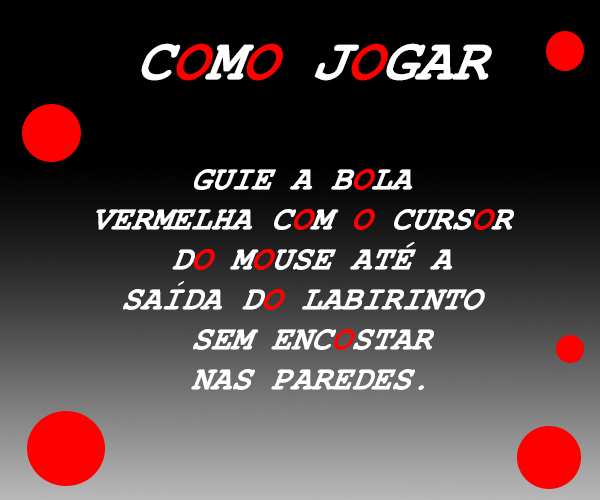 COMO JOGAR
GUIE A BOLA
VERMELHA COM O CURSOR
DO MOUSE ATÉ A
SAÍDA DO LABIRINTO
SEM ENCOSTAR
NAS PAREDES.